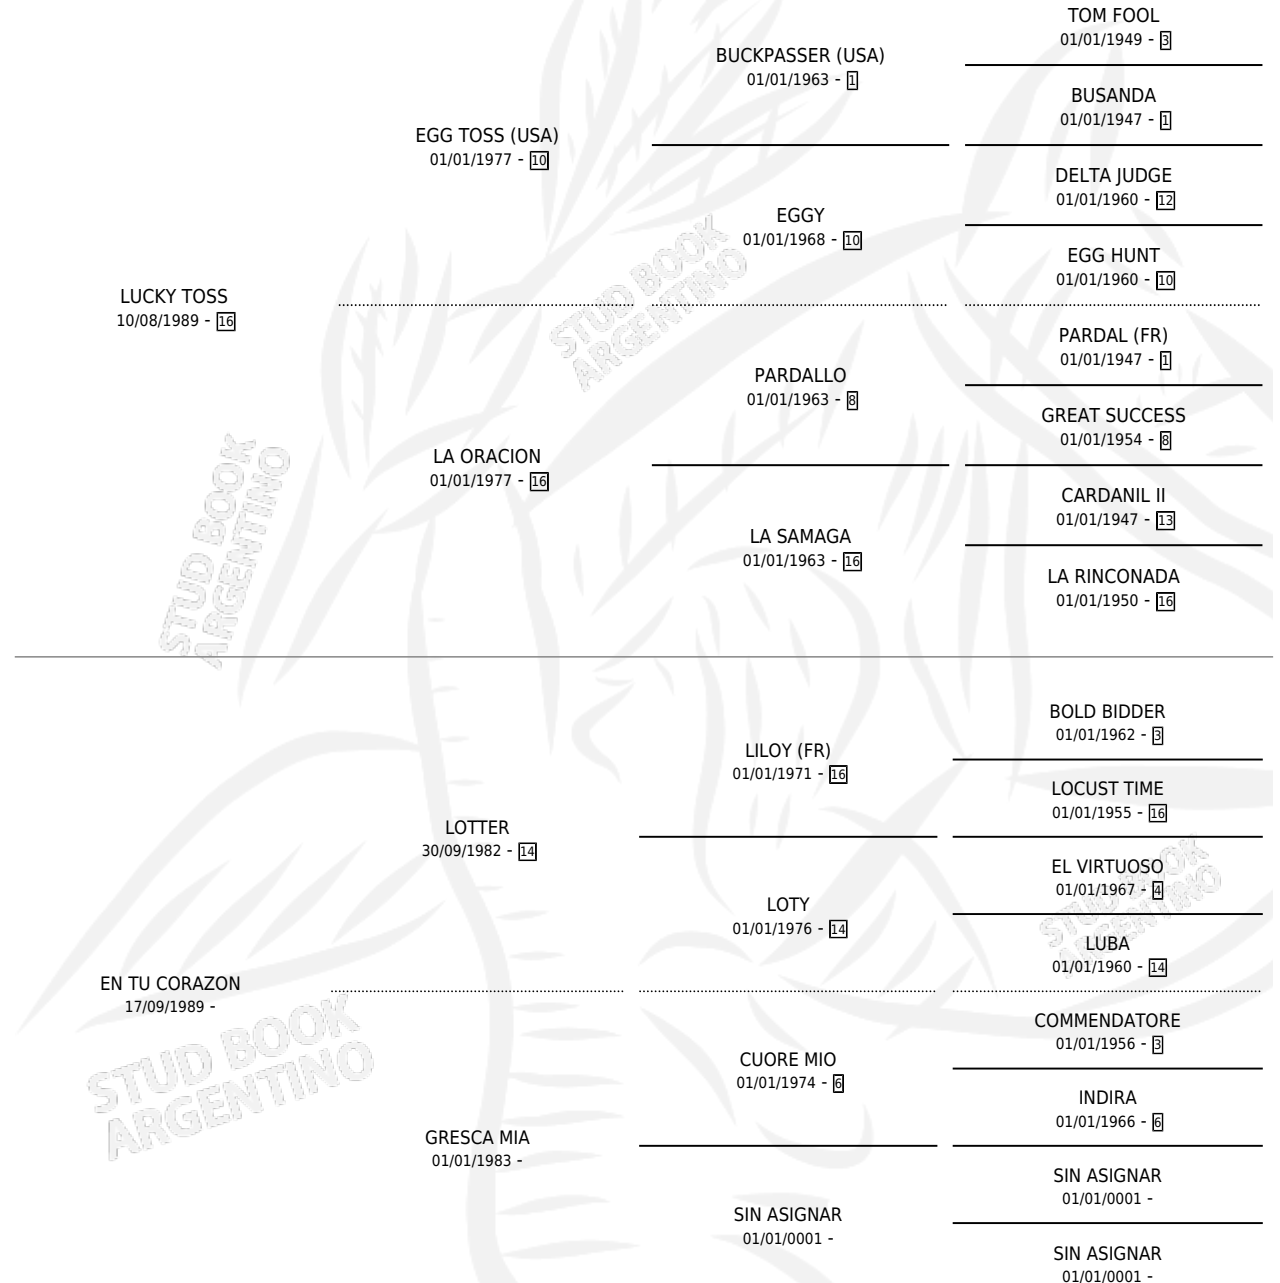 TOM FOOL
01/01/1949 - 3
BUCKPASSER (USA)
01/01/1963 - 1
BUSANDA
01/01/1947 - 1
EGG TOSS (USA)
01/01/1977 - 10
DELTA JUDGE
01/01/1960 - 12
EGGY
01/01/1968 - 10
EGG HUNT
01/01/1960 - 10
LUCKY TOSS
10/08/1989 - 16
PARDAL (FR)
01/01/1947 - 1
PARDALLO
01/01/1963 - 8
GREAT SUCCESS
01/01/1954 - 8
LA ORACION
01/01/1977 - 16
CARDANIL II
01/01/1947 - 13
LA SAMAGA
01/01/1963 - 16
LA RINCONADA
01/01/1950 - 16
STUD BOOK
ARGENTINO
STUD BOOK
ARGENTINO
BOLD BIDDER
01/01/1962 - 3
LILOY (FR)
01/01/1971 - 16
LOCUST TIME
01/01/1955 - 16
LOTTER
30/09/1982 - 14
EL VIRTUOSO
01/01/1967 - 4
LOTY
01/01/1976 - 14
LUBA
01/01/1960 - 14
EN TU CORAZON
17/09/1989 -
COMMENDATORE
01/01/1956 - 3
CUORE MIO
01/01/1974 - 6
INDIRA
01/01/1966 - 6
GRESCA MIA
01/01/1983 -
SIN ASIGNAR
01/01/0001 -
SIN ASIGNAR
01/01/0001 -
SIN ASIGNAR
01/01/0001 -
STUD BOOK
ARGENTINO
STUD BOOK
ARGENTINO